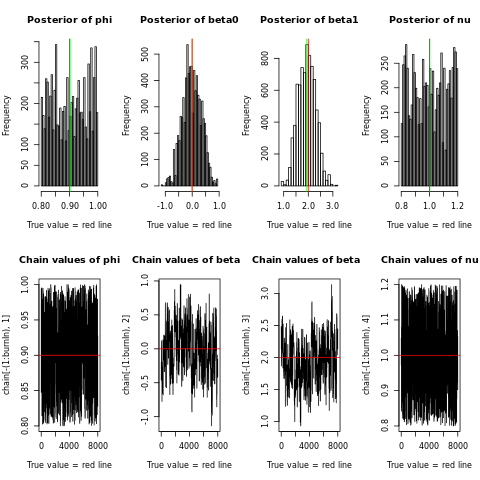 Posterior of phi
Posterior of beta0
Posterior of beta1
Posterior of nu
Frequency
0 50 100 200 300
0.80 0.90 1.00
True value = red line
Frequency
0 100 200 300 400 500
-1.0 0.0 1.0
True value = red line
Frequency
0 200 400 600 800
1.0 2.0 3.0
True value = red line
Frequency
0 50 100 150 200 250
0.8 1.0 1.2
True value = red line
Chain values of phi
Chain values of beta
Chain values of beta
Chain values of nu
chain[-(1:burnIn), 1]
0.80 0.85 0.90 0.95 1.00
0 4000 8000
True value = red line
chain[-(1:burnIn), 2]
-1.0 -0.5 0.0 0.5 1.0
0 4000 8000
True value = red line
chain[-(1:burnIn), 3]
1.0 1.5 2.0 2.5 3.0
0 4000 8000
True value = red line
chain[-(1:burnIn), 4]
0.8 0.9 1.0 1.1 1.2
0 4000 8000
True value = red line